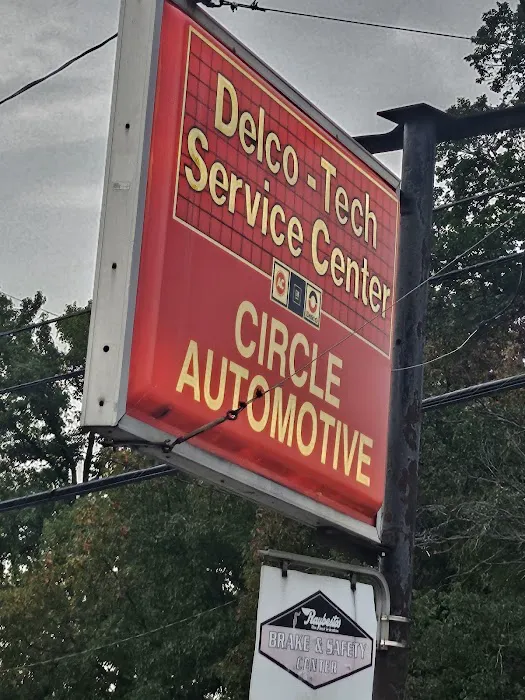 Delco - Tech
Service Center
CIRCLE
AUTOMOTIVE
Raybestos
BRAKE & SAFETY
CENTER